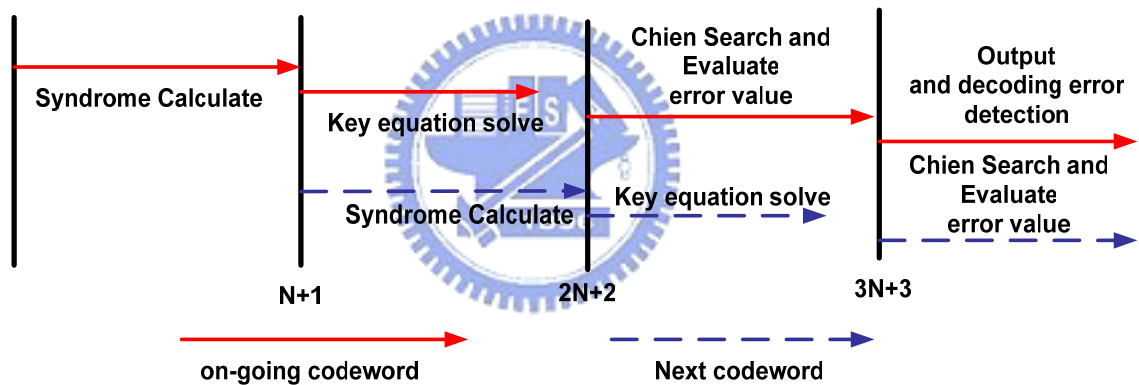 Syndrome Calculate
Key equation solve
Chien Search and
Evaluate
error value
Output
and decoding error
detection
Syndrome Calculate
Key equation solve
Chien Search and
Evaluate
error value
N+1
2N+2
3N+3
on-going codeword
Next codeword